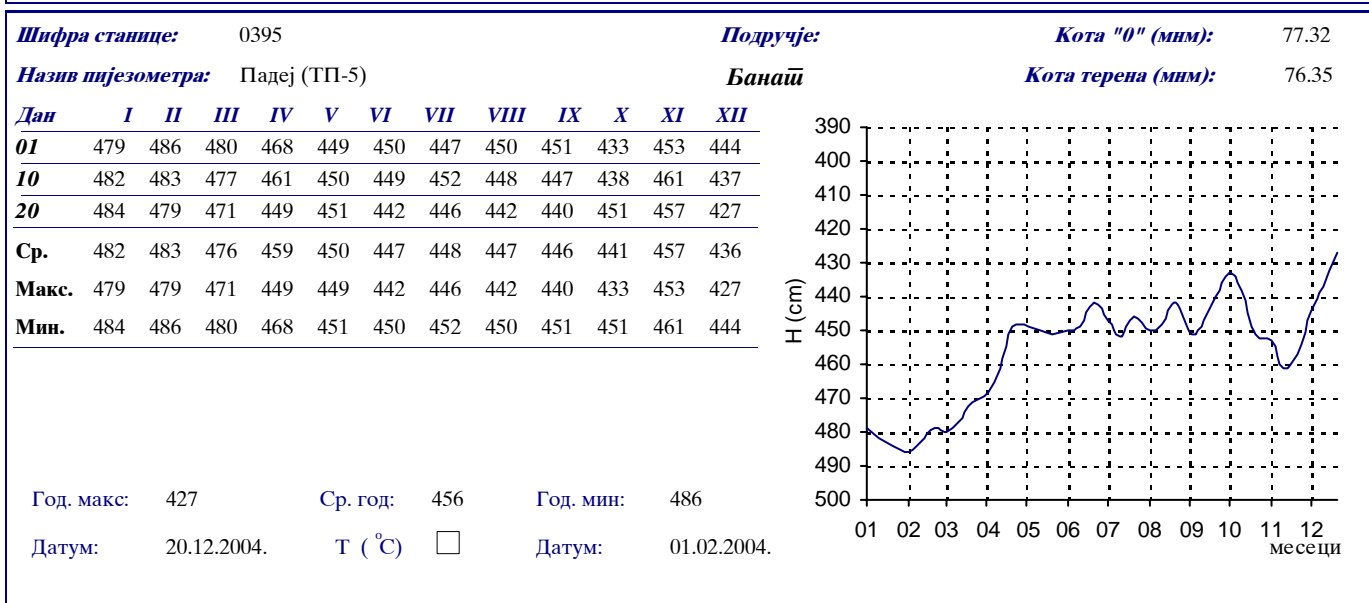 Шифра станице: 0395 Подручје: Кота "0" (мнм): 77.32
Назив пијезометра: Падеј (ТП-5) Банат Кота терена (мнм): 76.35
Дан I II III IV V VI VII VIII IX X XI XII
01 479 486 480 468 449 450 447 450 451 433 453 444
10 482 483 477 461 450 449 452 448 447 438 461 437
20 484 479 471 449 451 442 446 442 440 451 457 427
Ср. 482 483 476 459 450 447 448 447 446 441 457 436
Макс. 479 479 471 449 449 442 446 442 440 433 453 427
Мин. 484 486 480 468 451 450 452 450 451 451 461 444
Год. макс: 427 Ср. год: 456 Год. мин: 486
Датум: 20.12.2004. Т ( °C) Датум: 01.02.2004.
H (cm)
390
400
410
420
430
440
450
460
470
480
490
500
01 02 03 04 05 06 07 08 09 10 11 12
месеци